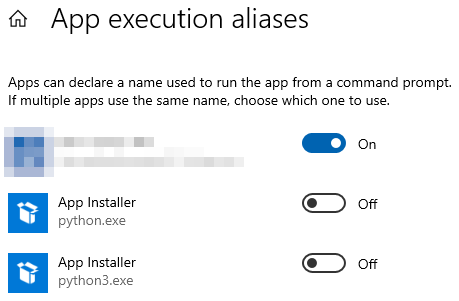 App execution aliases
Apps can declare a name used to run the app from a command prompt.
If multiple apps use the same name, choose which one to use.
On
App Installer
python.exe
Off
App Installer
python3.exe
Off